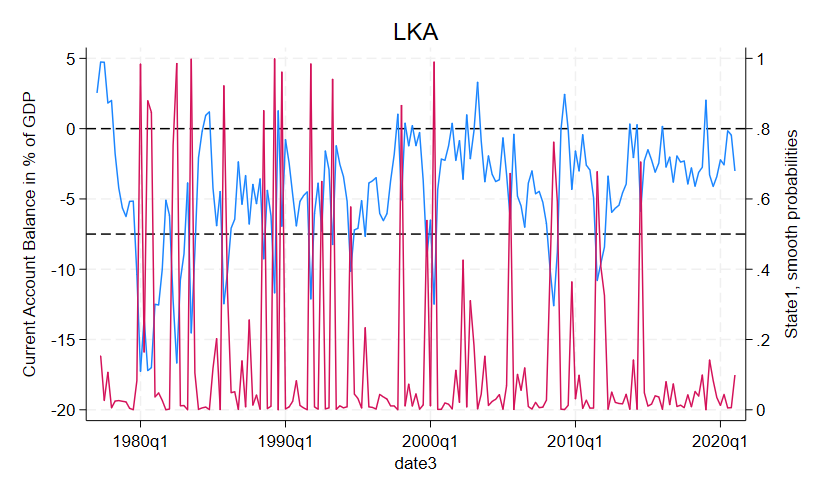 LKA
Current Account Balance in % of GDP
5
0
-5
-10
-15
-20
1
.8
.6
.4
.2
0
State1, smooth probabilities
1980q1 1990q1 2000q1 2010q1 2020q1
date3